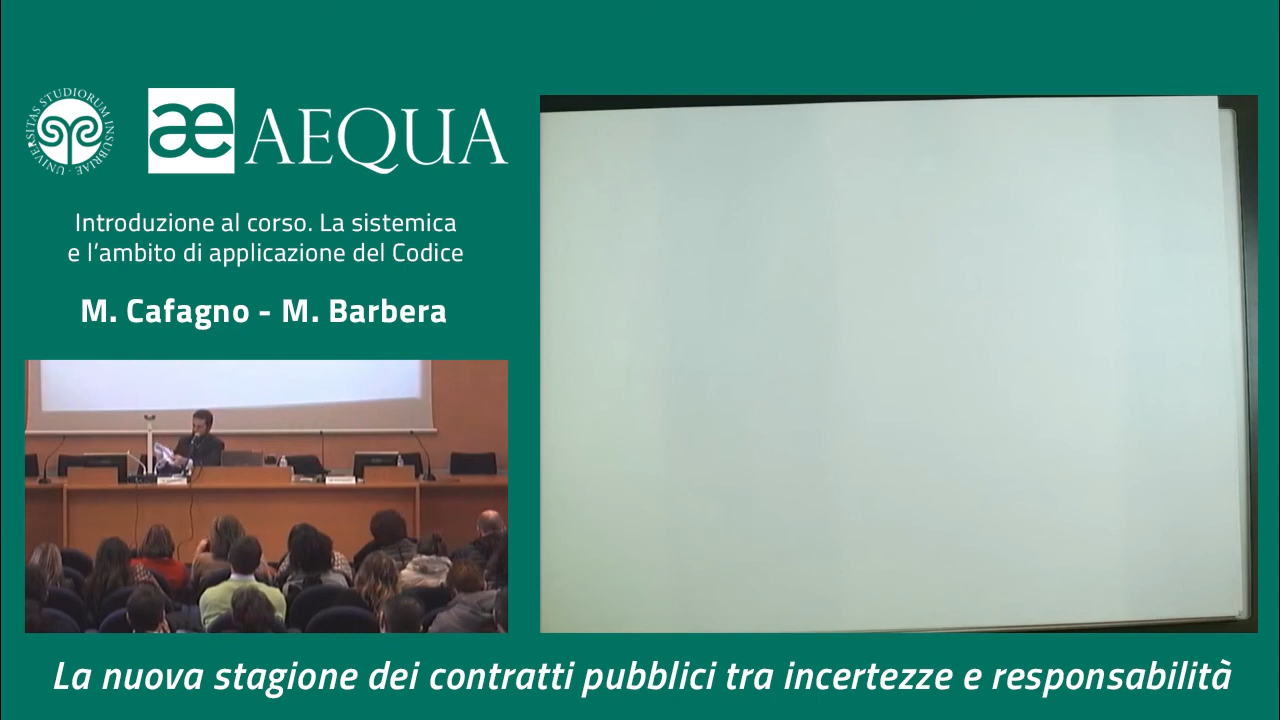 UNIVERSITAS STUDIORUM INSUBRIAE
æ AEQUA
Introduzione al corso. La sistemica
e l’ambito di applicazione del Codice
M. Cafagno - M. Barbera
La nuova stagione dei contratti pubblici tra incertezze e responsabilità